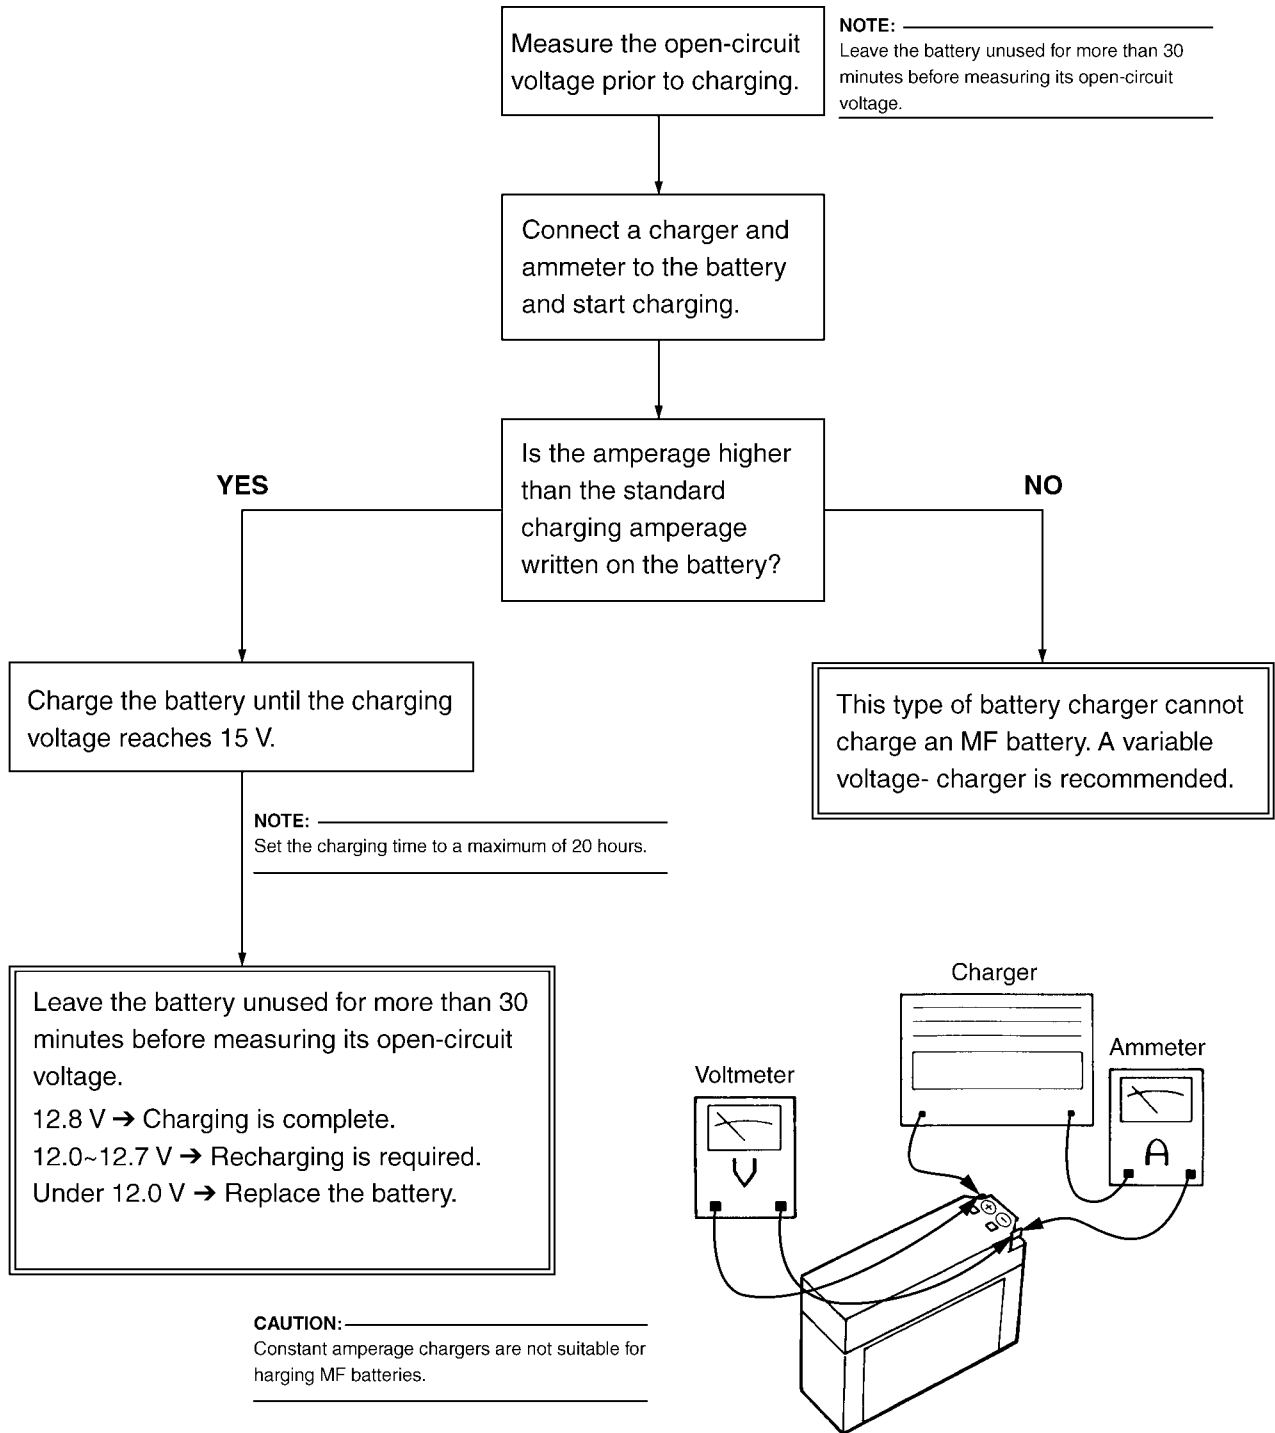 Measure the open-circuit
voltage prior to charging.
NOTE:
Leave the battery unused for more than 30
minutes before measuring its open-circuit
voltage.
Connect a charger and
ammeter to the battery
and start charging.
Is the amperage higher
than the standard
charging amperage
written on the battery?
YES
NO
Charge the battery until the charging
voltage reaches 15 V.
This type of battery charger cannot
charge an MF battery. A variable
voltage- charger is recommended.
NOTE:
Set the charging time to a maximum of 20 hours.
Leave the battery unused for more than 30
minutes before measuring its open-circuit
voltage.
12.8 V ➔ Charging is complete.
12.0~12.7 V ➔ Recharging is required.
Under 12.0 V ➔ Replace the battery.
Charger
Ammeter
Voltmeter
V
A
+
−
CAUTION:
Constant amperage chargers are not suitable for
harging MF batteries.